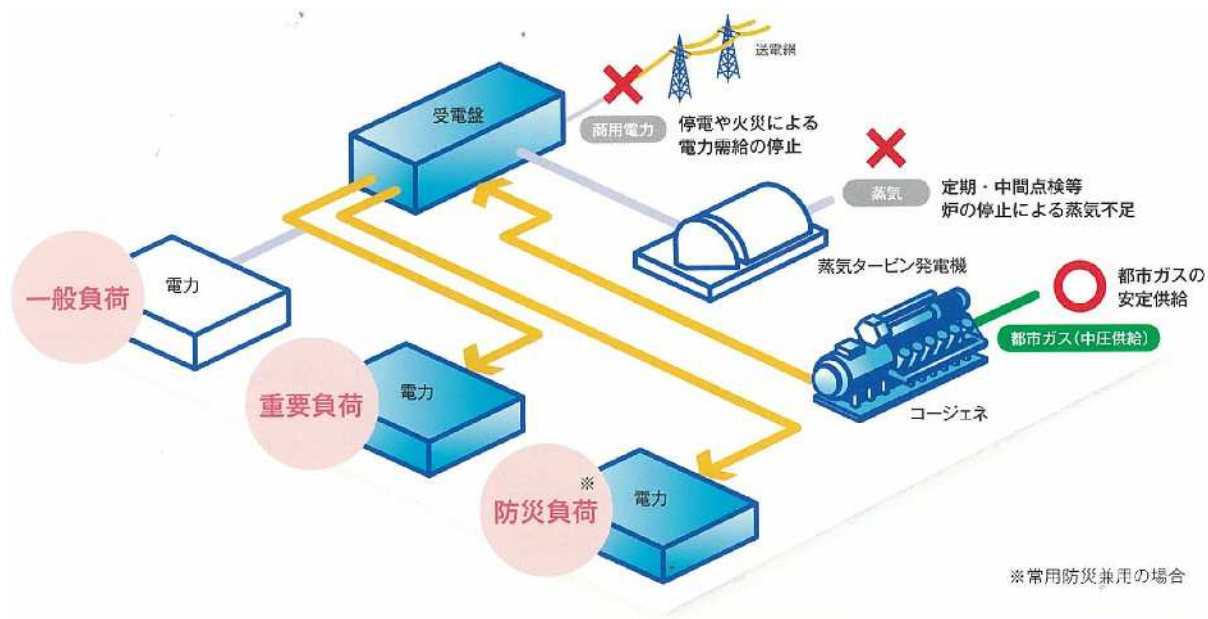 送電網
受電盤
商用電力
停電や火災による
電力需給の停止
蒸気
定期・中間点検等
炉の停止による蒸気不足
蒸気タービン発電機
都市ガスの
安定供給
都市ガス(中圧供給)
コージェネ
一般負荷
電力
重要負荷
電力
※
防災負荷
電力
※常用防災兼用の場合